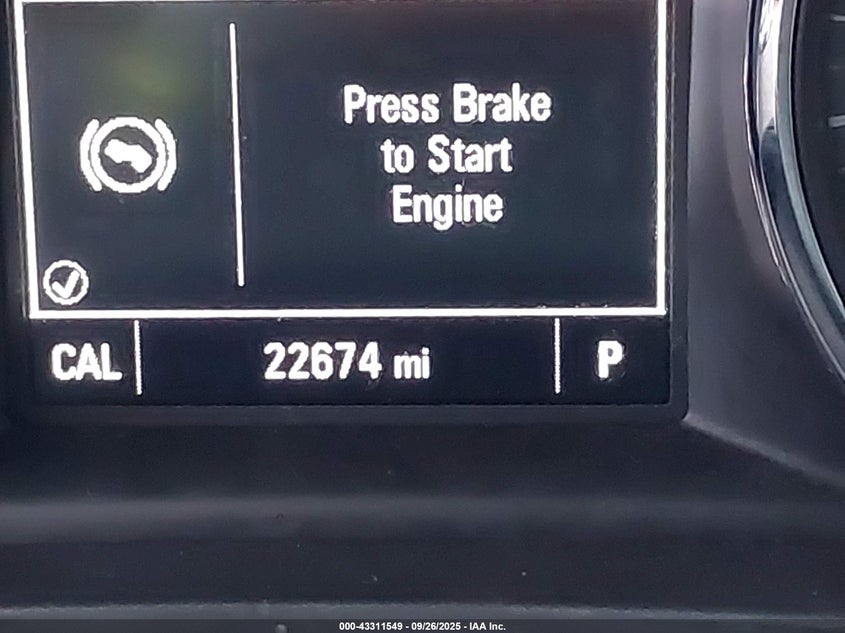 Press Brake
to Start
Engine
CAL 22674 mi P
000-43311549 - 09/26/2025 - IAA Inc.